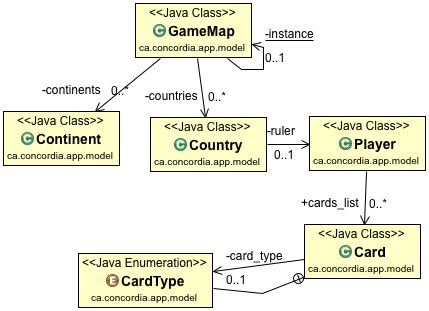 <<Java Class>>
GameMap
ca.concordia.app.model
-instance
0..1
-continents
0..*
-countries
0..*
<<Java Class>>
Continent
ca.concordia.app.model
<<Java Class>>
Country
ca.concordia.app.model
-ruler
0..1
<<Java Class>>
Player
ca.concordia.app.model
+cards_list
0..*
<<Java Class>>
Card
ca.concordia.app.model
-card_type
0..1
<<Java Enumeration>>
CardType
ca.concordia.app.model